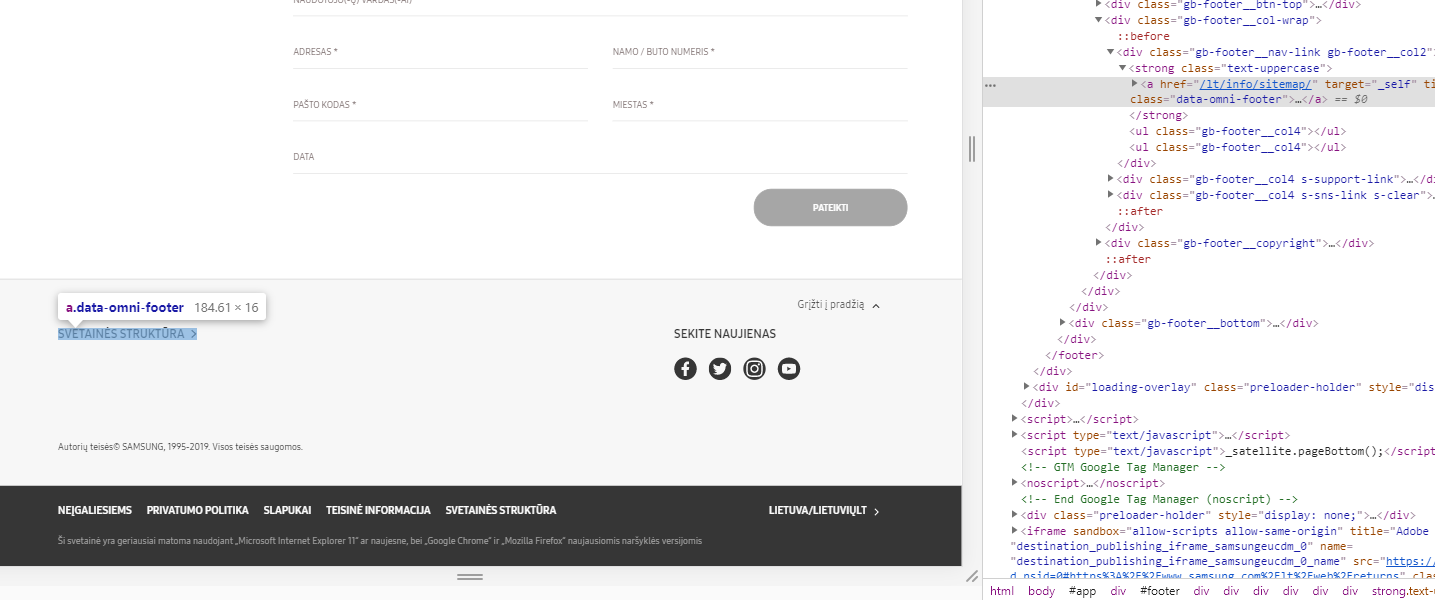 NAUDOTOJO(-Ų) VARDAS(-AI)
ADRESAS *
NAMO / BUTO NUMERIS *
PAŠTO KODAS *
MIESTAS *
DATA
PATEIKTI
a.data-omni-footer 184.61 × 16
Grįžti į pradžią
SVETAINĖS STRUKTŪRA
SEKITE NAUJIENAS
Autorių teisės© SAMSUNG, 1995-2019. Visos teisės saugomos.
NEĮGALIESIEMS PRIVATUMO POLITIKA SLAPUKAI TEISINĖ INFORMACIJA SVETAINĖS STRUKTŪRA
LIETUVA/LIETUVIŲLT
Ši svetainė yra geriausiai matoma naudojant „Microsoft Internet Explorer 11“ ar naujesne, bei „Google Chrome“ ir „Mozilla Firefox“ naujausiomis naršyklės versijomis
<div class="gb-footer__btn-top">…</div>
<div class="gb-footer__col-wrap">
::before
<div class="gb-footer__nav-link gb-footer__col2"
<strong class="text-uppercase">
<a href="/lt/info/sitemap/" target="_self" ti
class="data-omni-footer">…</a> == $0
</strong>
<ul class="gb-footer__col4"></ul>
<ul class="gb-footer__col4"></ul>
</div>
<div class="gb-footer__col4 s-support-link">…</di
<div class="gb-footer__col4 s-sns-link s-clear">…
::after
</div>
<div class="gb-footer__copyright">…</div>
::after
</div>
</div>
</div>
<div class="gb-footer__bottom">…</div>
</div>
</footer>
</div>
<div id="loading-overlay" class="preloader-holder" style="dis
</div>
<script>…</script>
<script type="text/javascript">…</script>
<script type="text/javascript">_satellite.pageBottom();</script
<!-- GTM Google Tag Manager -->
<noscript>…</noscript>
<!-- End Google Tag Manager (noscript) -->
<div class="preloader-holder" style="display: none;">…</div>
<iframe sandbox="allow-scripts allow-same-origin" title="Adobe
"destination_publishing_iframe_samsungeucdm_0" name=
"destination_publishing_iframe_samsungeucdm_0_name" src="https:/
d_nsid=0#https%3A%2F%2Fwww.samsung.com%2Flt%2Fweb%2Freturns" clas
html body #app div #footer div div div div div div strong.text-u